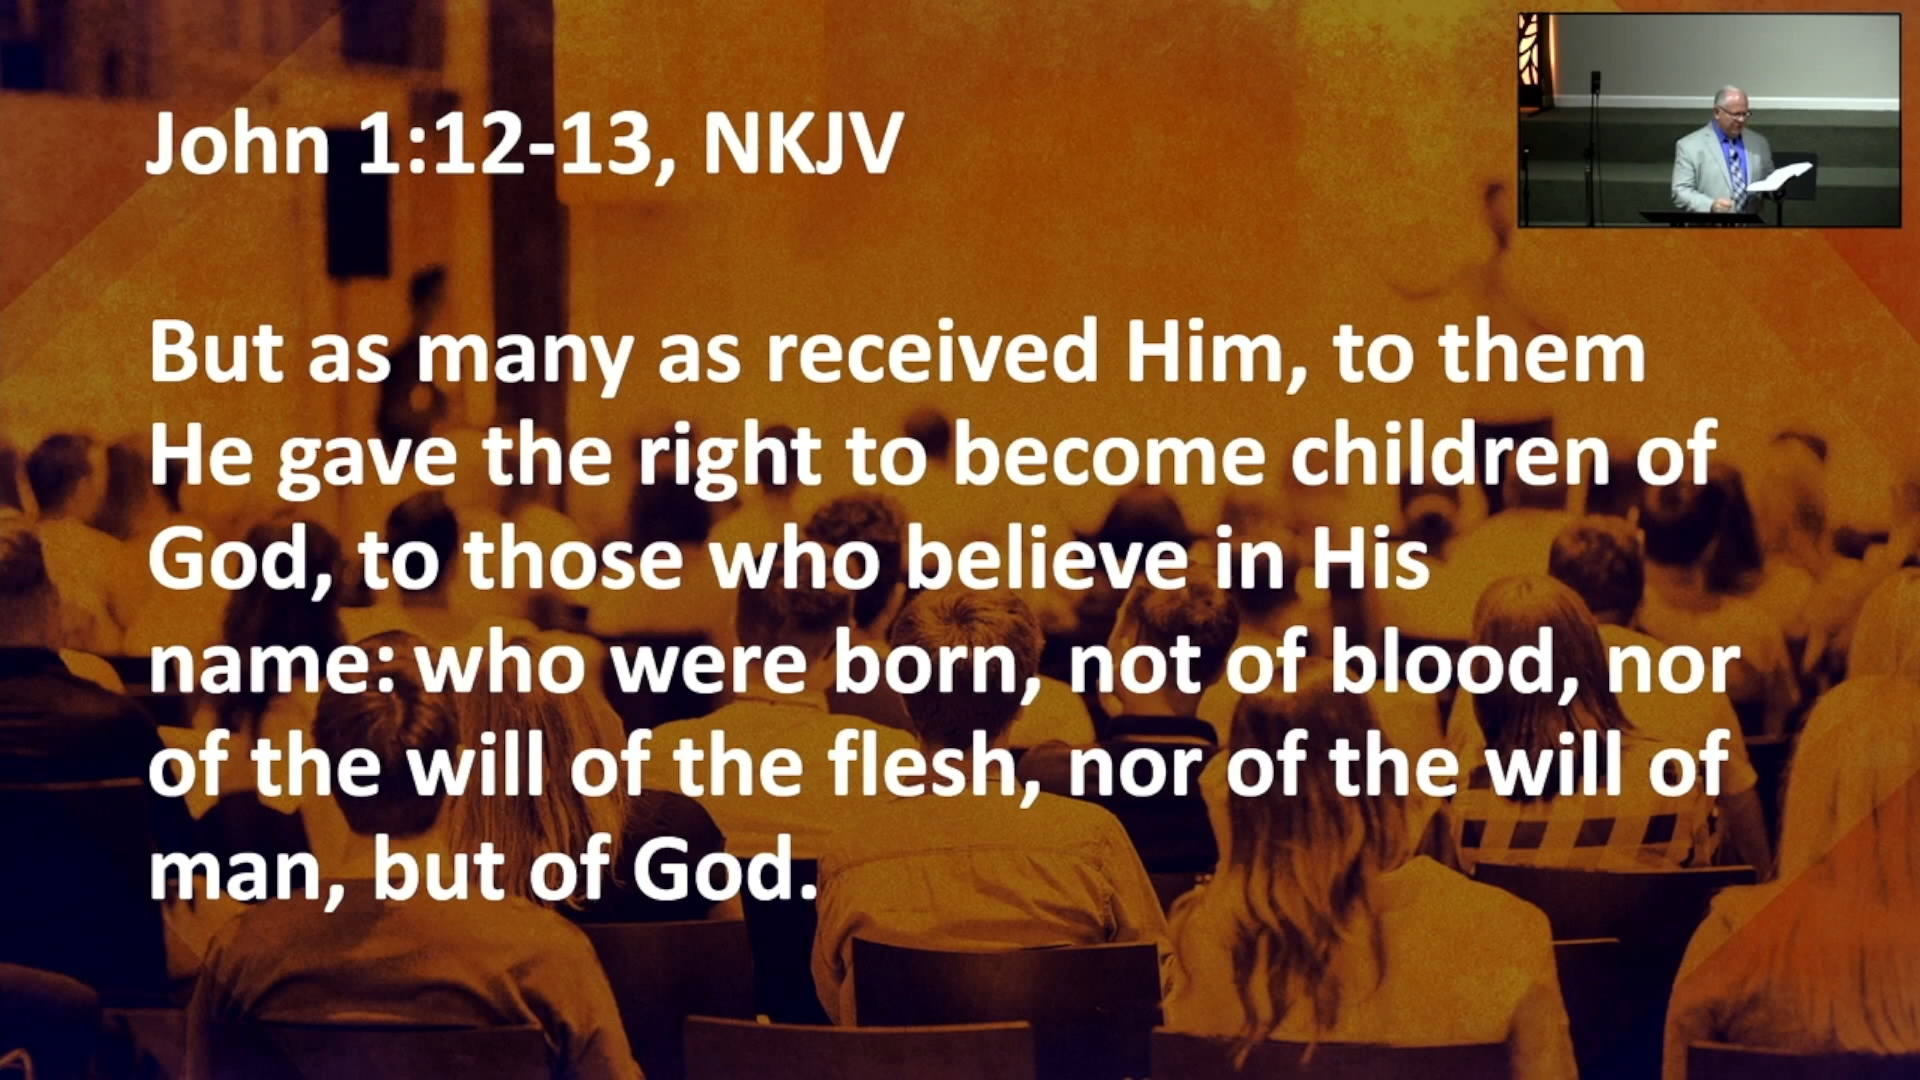 John 1:12-13, NKJV
But as many as received Him, to them
He gave the right to become children of
God, to those who believe in His
name: who were born, not of blood, nor
of the will of the flesh, nor of the will of
man, but of God.